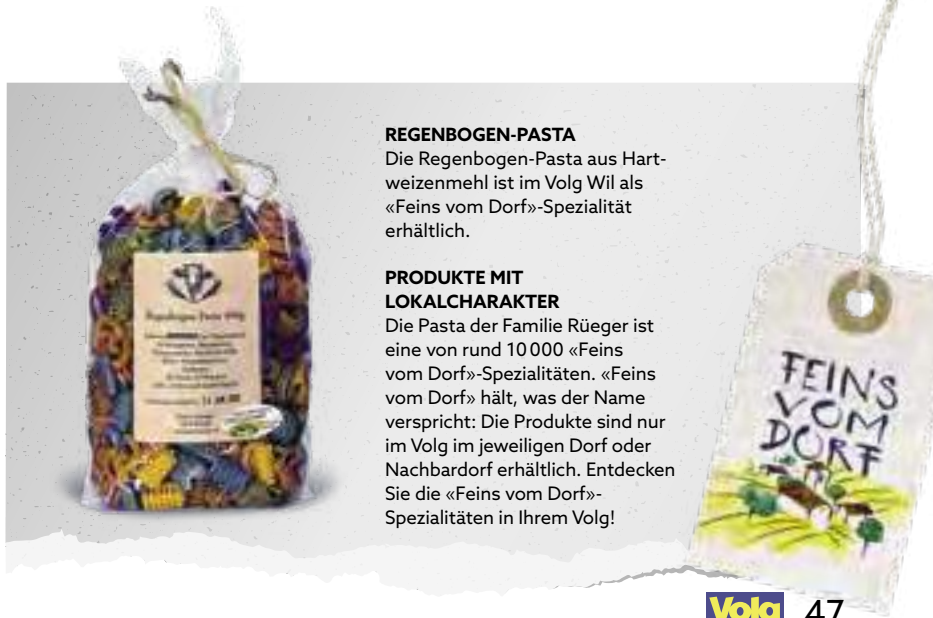 REGENBOGEN-PASTA
Die Regenbogen-Pasta aus Hart-
weizenmehl ist im Volg Wil als
«Feins vom Dorf»-Spezialität
erhältlich.
PRODUKTE MIT
LOKALCHARAKTER
Die Pasta der Familie Rüeger ist
eine von rund 10 000 «Feins
vom Dorf»-Spezialitäten. «Feins
vom Dorf» hält, was der Name
verspricht: Die Produkte sind nur
im Volg im jeweiligen Dorf oder
Nachbardorf erhältlich. Entdecken
Sie die «Feins vom Dorf»-
Spezialitäten in Ihrem Volg!
Regenbogen Pasta
FEINS
VOM
DORF
Volg 47